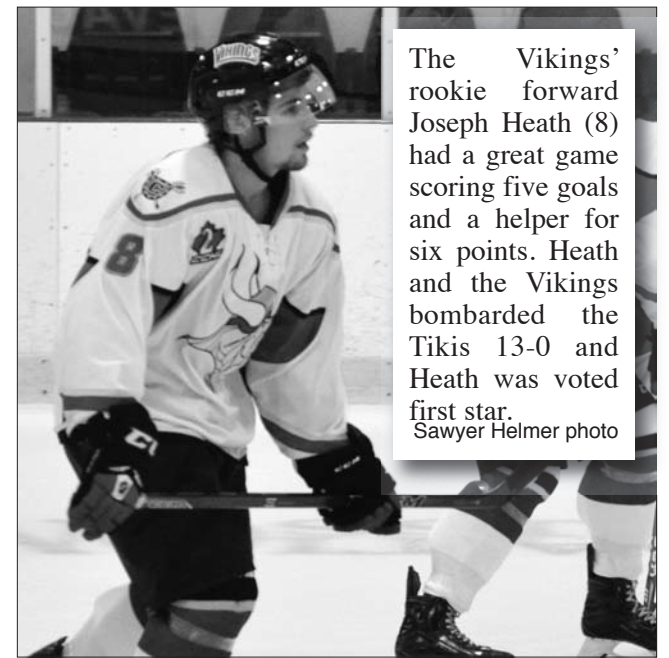 VIKINGS
CCM
8
The Vikings’
rookie forward
Joseph Heath (8)
had a great game
scoring five goals
and a helper for
six points. Heath
and the Vikings
bombarded the
Tikis 13-0 and
Heath was voted
first star.
Sawyer Helmer photo
CCM